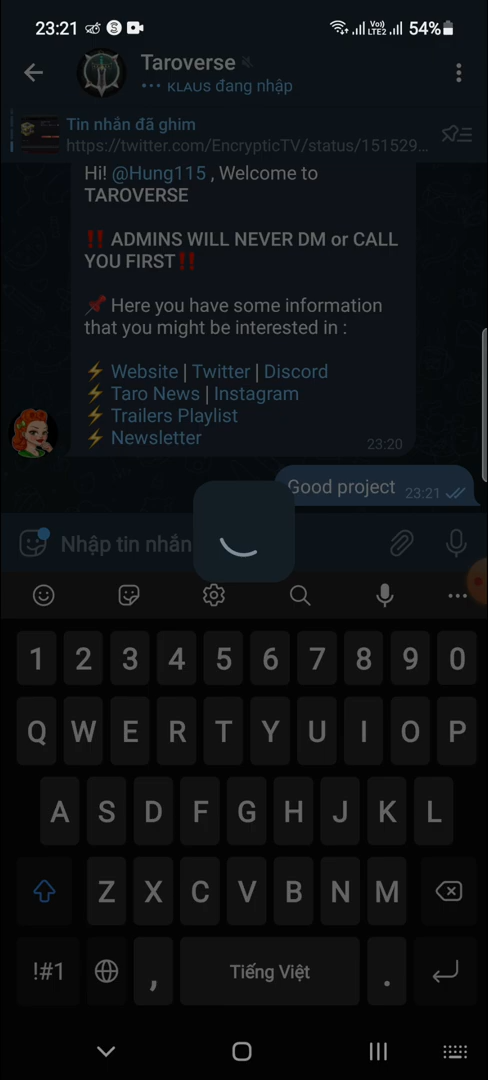 23:21 54%
Taroverse
KLAUS đang nhập
Tin nhắn đã ghim
https://twitter.com/EncrypticTV/status/151529...
Hi! @Hung115 , Welcome to
TAROVERSE
‼️ ADMINS WILL NEVER DM or CALL
YOU FIRST‼️
📌 Here you have some information
that you might be interested in :
⚡ Website | Twitter | Discord
⚡ Taro News | Instagram
⚡ Trailers Playlist
⚡ Newsletter
23:20
Good project 23:21
Nhập tin nhắn
1 2 3 4 5 6 7 8 9 0
Q W E R T Y U I O P
A S D F G H J K L
Z X C V B N M
!#1 , Tiếng Việt .